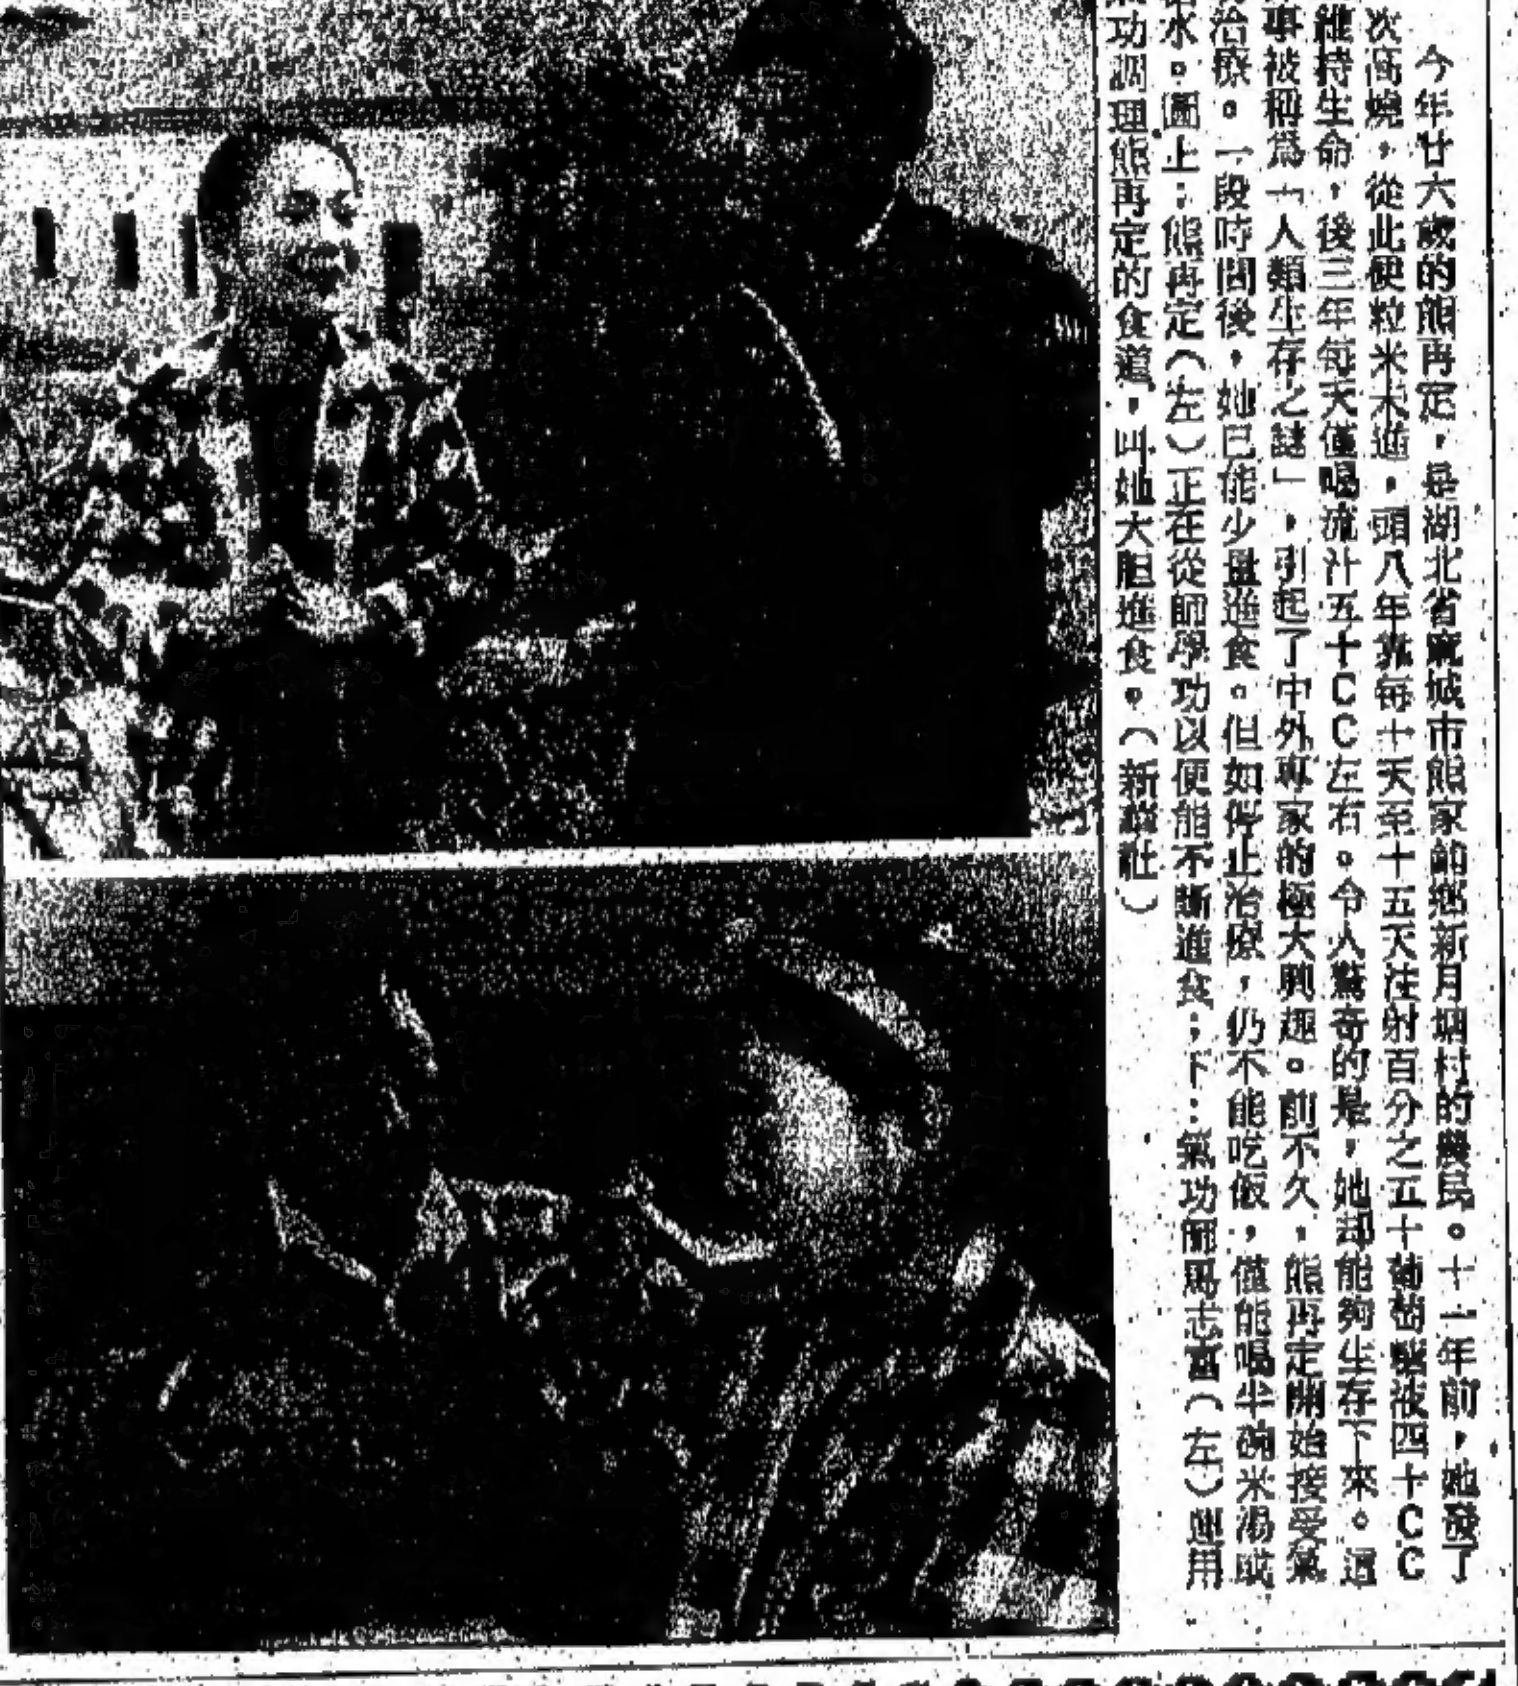 今年廿六歲的熊再定，是湖北省麻城市熊家的鄉新月塘村的農民。十一年前，她發了
次高燒，從此便粒米未進，頭八年靠每十天至十五天注射百分之五十葡萄糖液四十CC
維持生命，後三年每天僅喝流汁五十CC左右。令人驚奇的是，她却能夠生存下來。這
事被稱爲「人類生存之謎」，引起了中外專家的極大興趣。前不久，熊再定開始接受氣
治療。一段時間後，她已能少量進食。但如停止治療，仍不能吃飯，僅能喝半碗米湯或
水。圖上：熊再定（左）正在從師學功以便能不斷進食；下：氣功師馬志富（左）運用
功調理熊再定的食道，叫她大胆進食。（新華社）